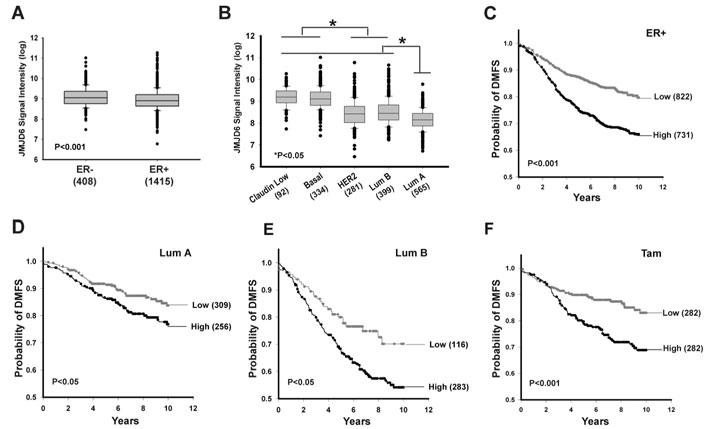 A
JMJD6 Signal Intensity (log)
12
11
10
9
8
7
6
P<0.001
ER- ER+
(408) (1415)
B
JMJD6 Signal Intensity (log)
12
11
10
9
8
7
6
*
*
*P<0.05
Claudin Low (92)
Basal (334)
HER2 (281)
Lum B (399)
Lum A (565)
C
ER+
Probability of DMFS
1.0
0.9
0.8
0.7
0.6
0.5
Low (822)
High (731)
P<0.001
0 2 4 6 8 10 12
Years
D
Lum A
Probability of DMFS
1.0
0.9
0.8
0.7
0.6
0.5
Low (309)
High (256)
P<0.05
0 2 4 6 8 10 12
Years
E
Lum B
Probability of DMFS
1.0
0.9
0.8
0.7
0.6
0.5
Low (116)
High (283)
P<0.05
0 2 4 6 8 10 12
Years
F
Tam
Probability of DMFS
1.0
0.9
0.8
0.7
0.6
0.5
Low (282)
High (282)
P<0.001
0 2 4 6 8 10 12
Years